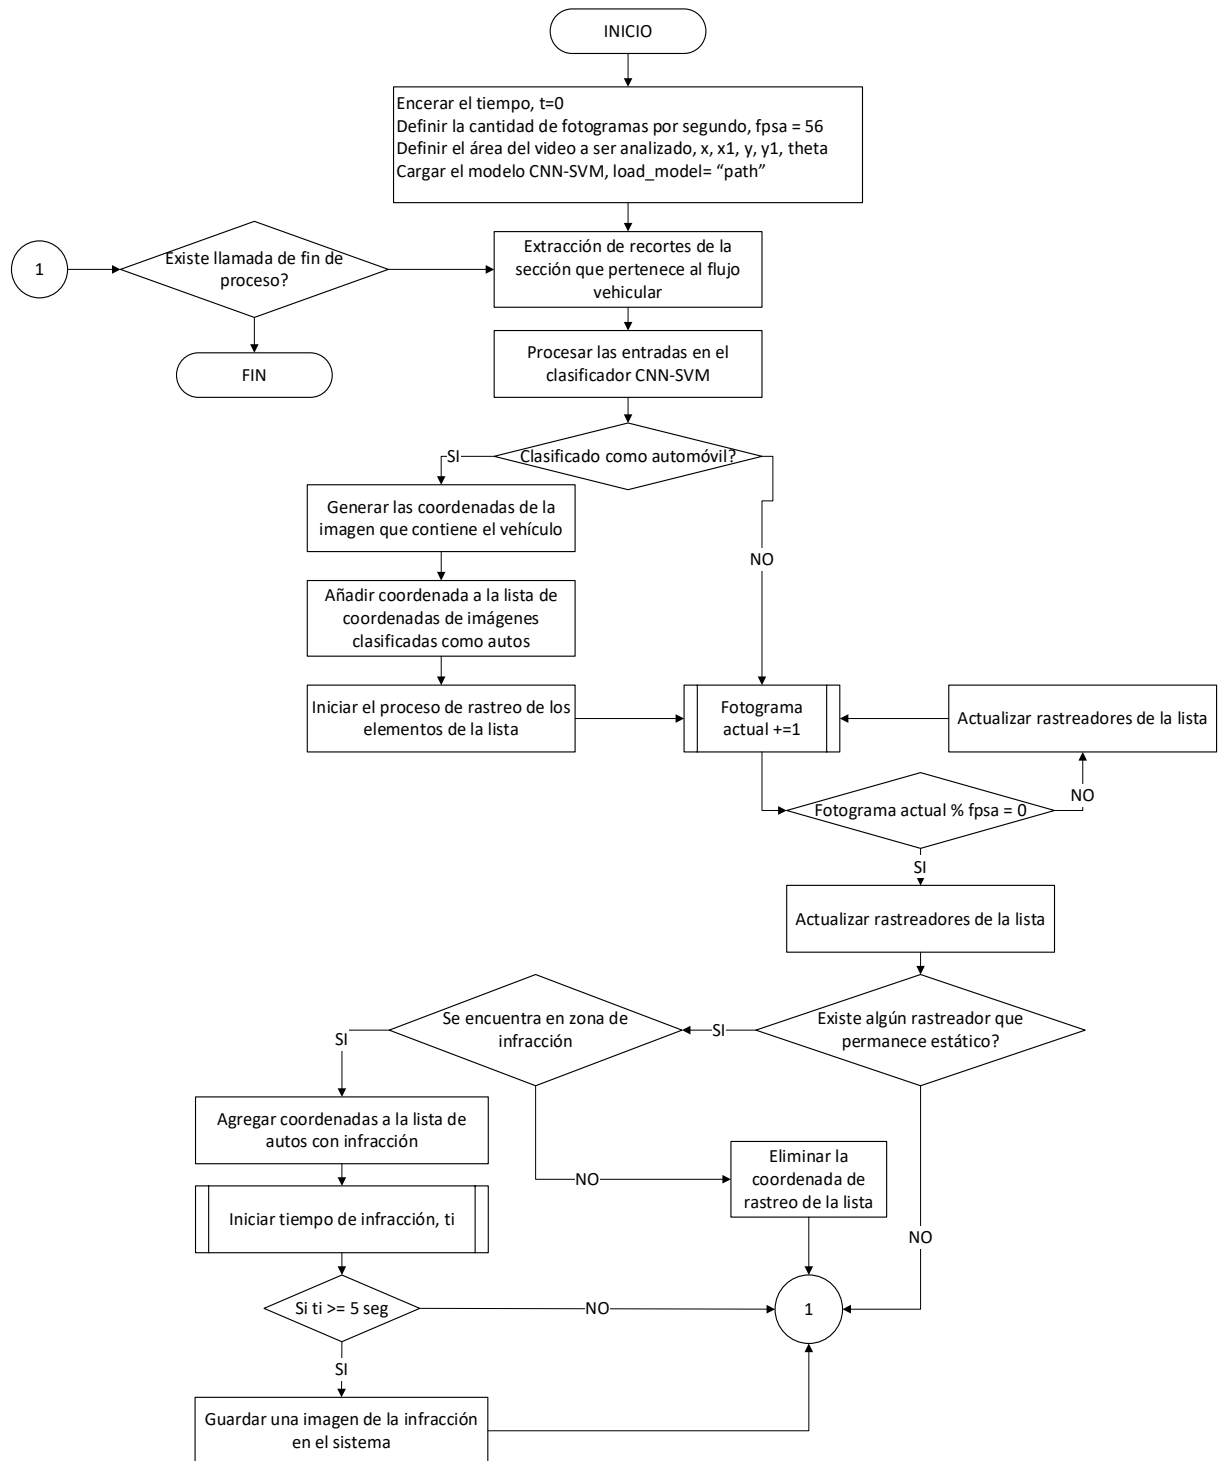 INICIO
Encerar el tiempo, t=0
Definir la cantidad de fotogramas por segundo, fpsa = 56
Definir el área del video a ser analizado, x, x1, y, y1, theta
Cargar el modelo CNN-SVM, load_model= “path”
1
Existe llamada de fin de
proceso?
Extracción de recortes de la
sección que pertenece al flujo
vehicular
FIN
Procesar las entradas en el
clasificador CNN-SVM
Clasificado como automóvil?
SI
NO
Generar las coordenadas de la
imagen que contiene el vehículo
Añadir coordenada a la lista de
coordenadas de imágenes
clasificadas como autos
Iniciar el proceso de rastreo de los
elementos de la lista
Fotograma
actual +=1
Actualizar rastreadores de la lista
Fotograma actual % fpsa = 0
NO
SI
Actualizar rastreadores de la lista
Existe algún rastreador que
permanece estático?
SI
NO
Se encuentra en zona de
infracción
SI
NO
Agregar coordenadas a la lista de
autos con infracción
Eliminar la
coordenada de
rastreo de la lista
Iniciar tiempo de infracción, ti
Si ti >= 5 seg
NO
1
SI
Guardar una imagen de la infracción
en el sistema